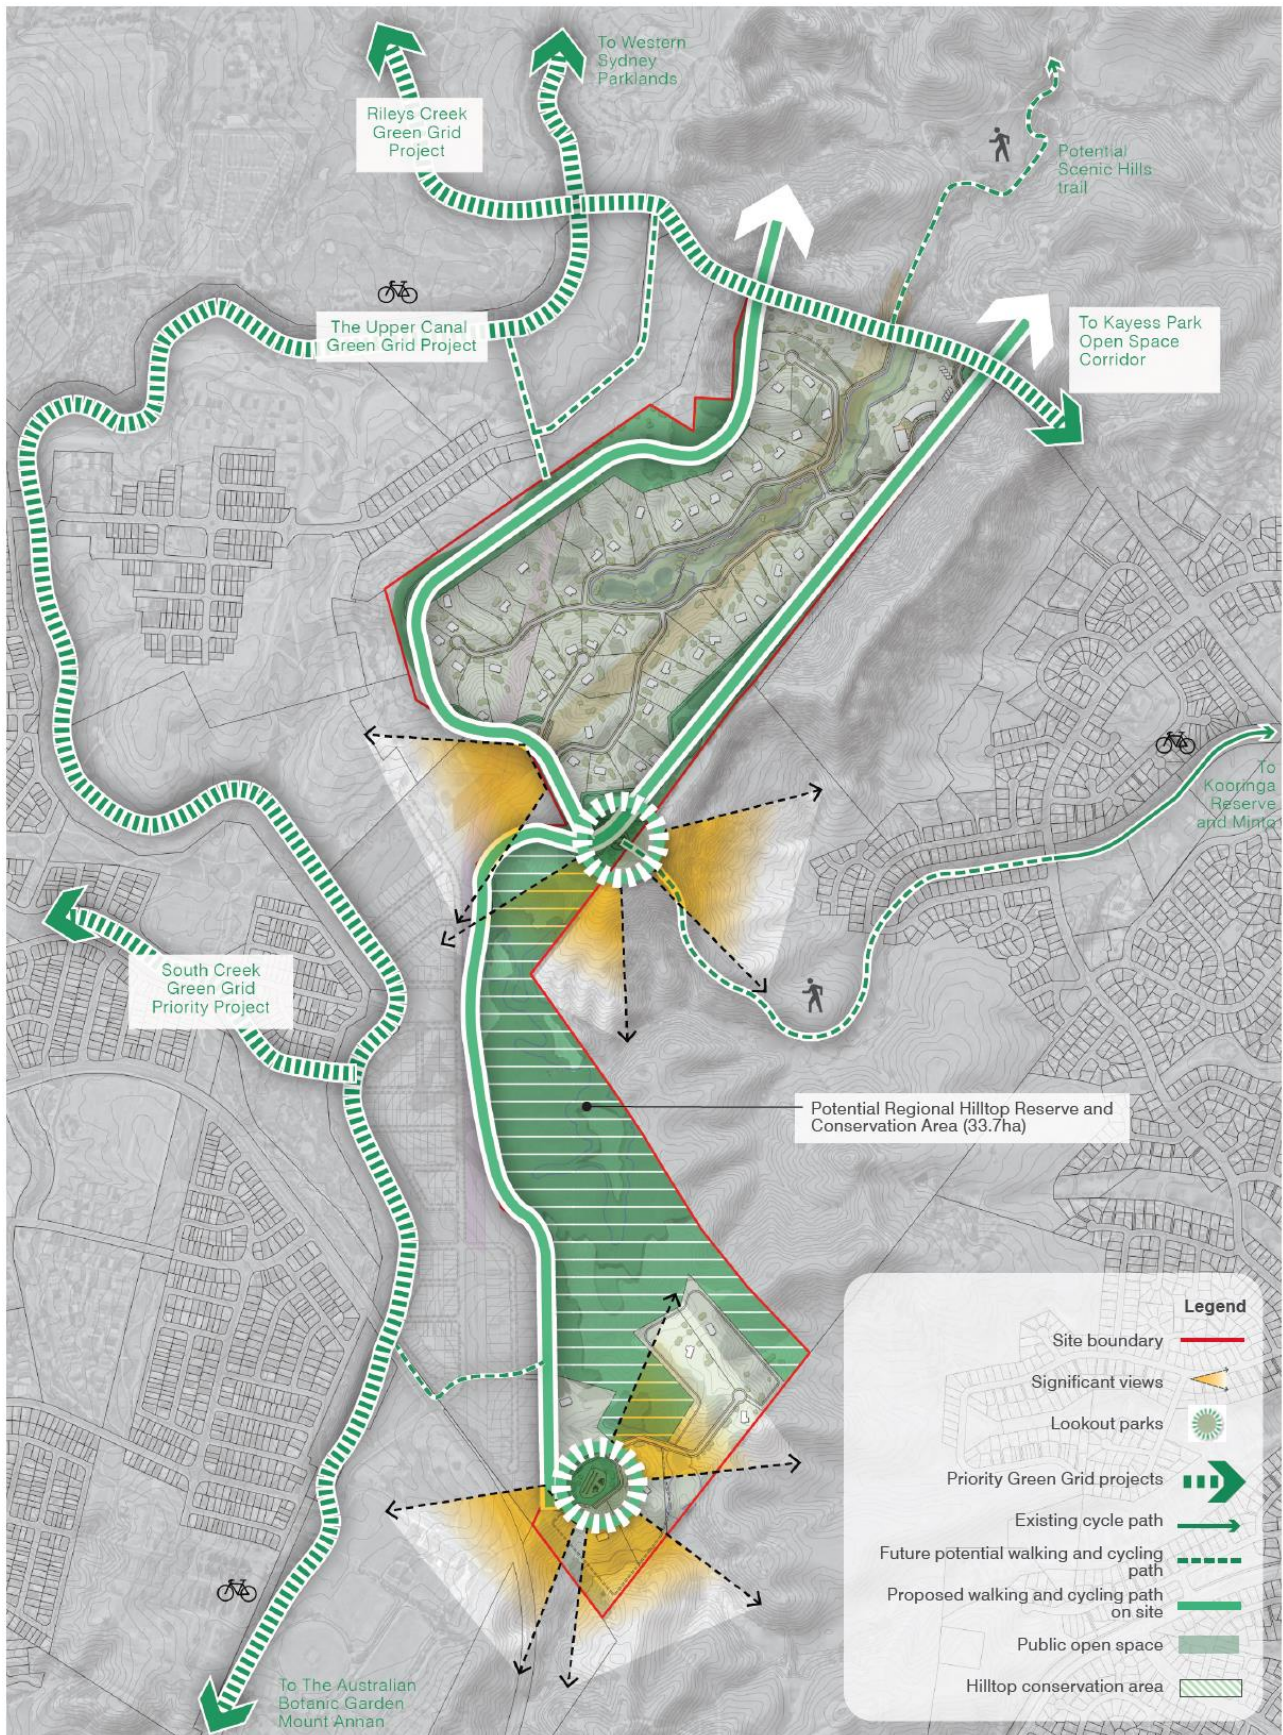 To Western
Sydney
Parklands
Rileys Creek
Green Grid
Project
Potential
Scenic Hills
trail
The Upper Canal
Green Grid Project
To Kayess Park
Open Space
Corridor
To
Kooringa
Reserve
and Minto
South Creek
Green Grid
Priority Project
Potential Regional Hilltop Reserve and
Conservation Area (33.7ha)
To The Australian
Botanic Garden
Mount Annan
Legend
Site boundary
Significant views
Lookout parks
Priority Green Grid projects
Existing cycle path
Future potential walking and cycling
path
Proposed walking and cycling path
on site
Public open space
Hilltop conservation area